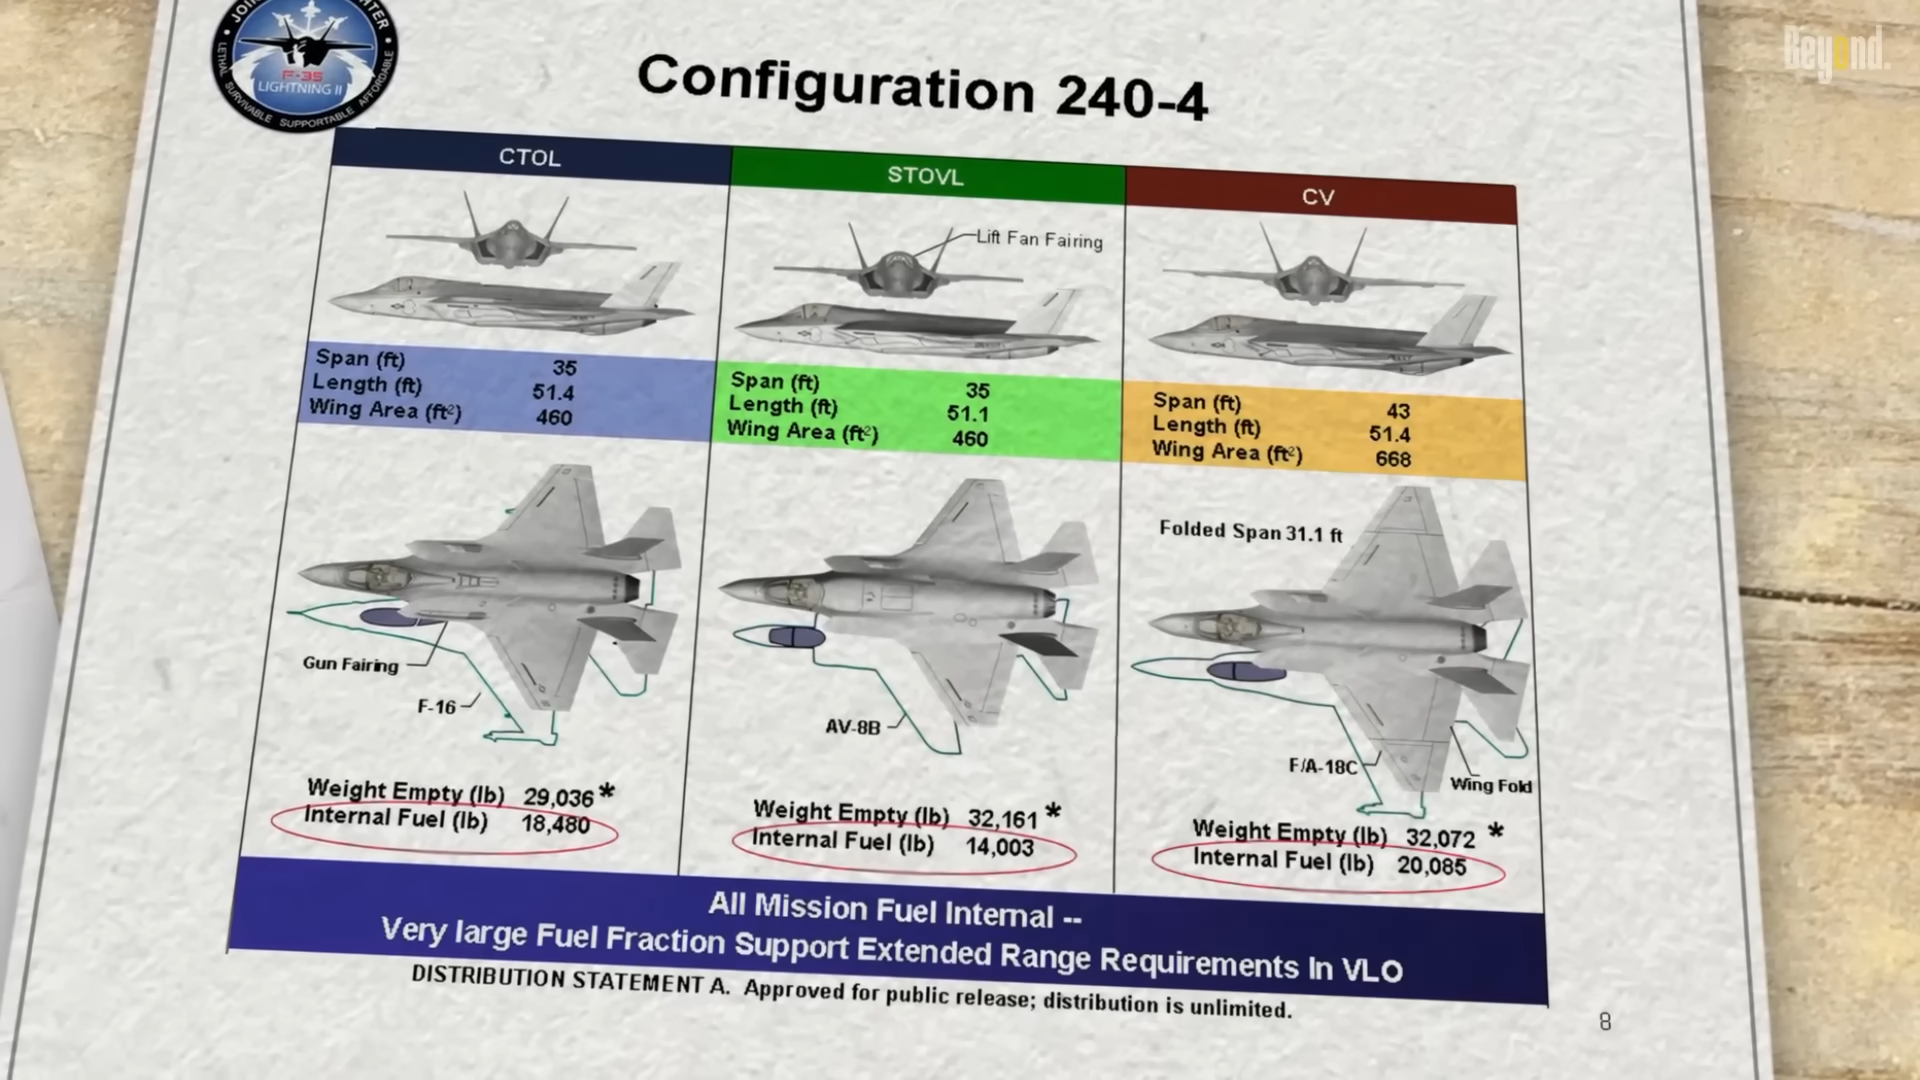 JOIN
TER
F-35
LIGHTNING II
LETHAL SURVIVABLE SUPPORTABLE AFFORDABLE
Beyond.
Configuration 240-4
CTOL
STOVL
CV
Lift Fan Fairing
Span (ft) 35
Length (ft) 51.4
Wing Area (ft²) 460
Span (ft) 35
Length (ft) 51.1
Wing Area (ft²) 460
Span (ft) 43
Length (ft) 51.4
Wing Area (ft²) 668
Folded Span 31.1 ft
Gun Fairing
F-16
AV-8B
F/A-18C
Wing Fold
Weight Empty (lb) 29,036 *
Internal Fuel (lb) 18,480
Weight Empty (lb) 32,161 *
Internal Fuel (lb) 14,003
Weight Empty (lb) 32,072 *
Internal Fuel (lb) 20,085
All Mission Fuel Internal --
Very large Fuel Fraction Support Extended Range Requirements In VLO
DISTRIBUTION STATEMENT A. Approved for public release; distribution is unlimited.
8